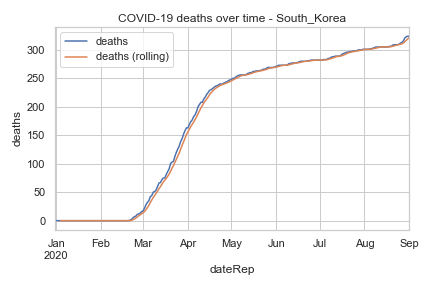 COVID-19 deaths over time - South_Korea
deaths
deaths (rolling)
deaths
300
250
200
150
100
50
0
Jan Feb Mar Apr May Jun Jul Aug Sep
2020
dateRep